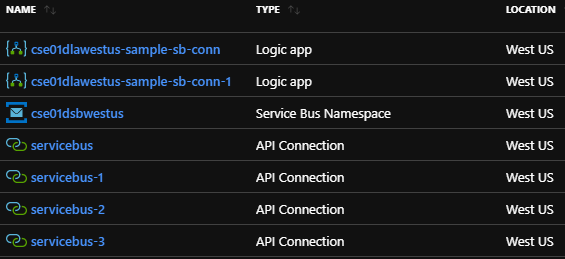 NAME TYPE LOCATION
cse01dlawestus-sample-sb-conn Logic app West US
cse01dlawestus-sample-sb-conn-1 Logic app West US
cse01dsbwestus Service Bus Namespace West US
servicebus API Connection West US
servicebus-1 API Connection West US
servicebus-2 API Connection West US
servicebus-3 API Connection West US